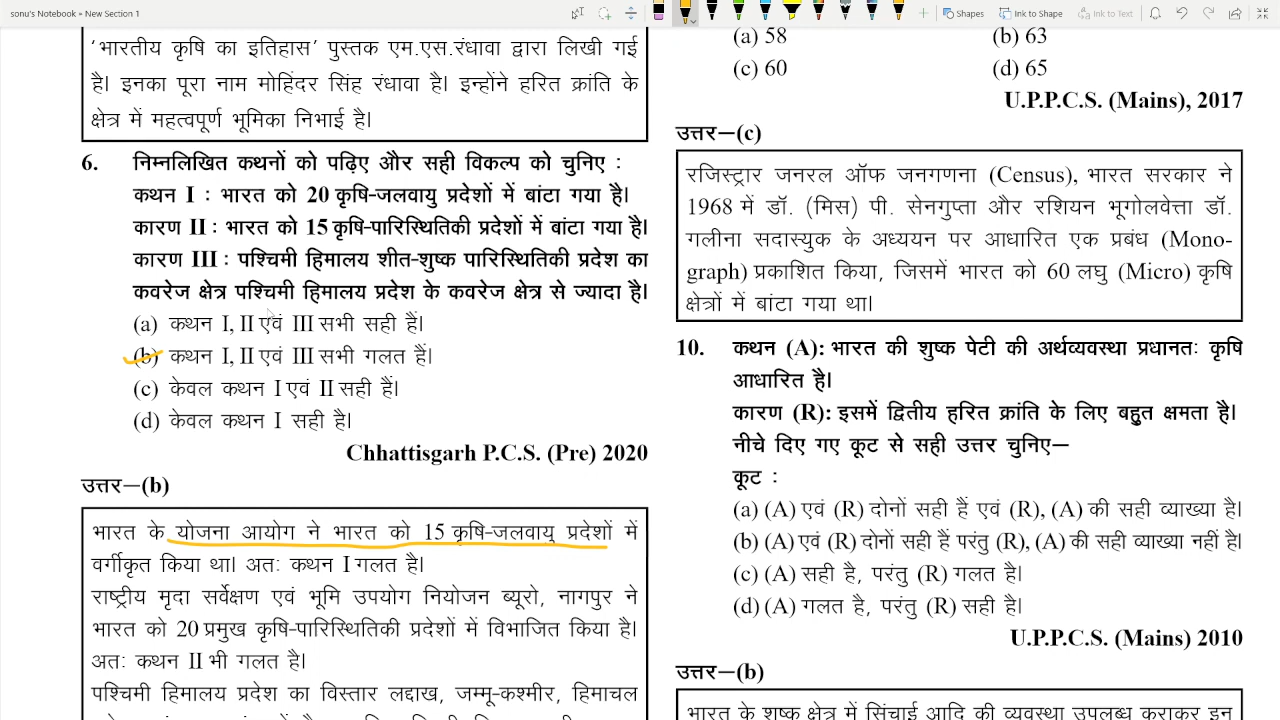 sonu's Notebook » New Section 1
Shapes
Ink to Shape
Ink to Text
'भारतीय कृषि का इतिहास' पुस्तक एम.एस.रंधावा द्वारा लिखी गई
है। इनका पूरा नाम मोहिंदर सिंह रंधावा है। इन्होंने हरित क्रांति के
क्षेत्र में महत्वपूर्ण भूमिका निभाई है।
6. निम्नलिखित कथनों को पढ़िए और सही विकल्प को चुनिए :
कथन I : भारत को 20 कृषि-जलवायु प्रदेशों में बांटा गया है।
कारण II : भारत को 15 कृषि-पारिस्थितिकी प्रदेशों में बांटा गया है।
कारण III : पश्चिमी हिमालय शीत-शुष्क पारिस्थितिकी प्रदेश का
कवरेज क्षेत्र पश्चिमी हिमालय प्रदेश के कवरेज क्षेत्र से ज्यादा है।
(a) कथन I, II एवं III सभी सही हैं।
(b) कथन I, II एवं III सभी गलत हैं।
(c) केवल कथन I एवं II सही हैं।
(d) केवल कथन I सही है।
Chhattisgarh P.C.S. (Pre) 2020
उत्तर–(b)
भारत के योजना आयोग ने भारत को 15 कृषि-जलवायु प्रदेशों में
वर्गीकृत किया था। अतः कथन I गलत है।
राष्ट्रीय मृदा सर्वेक्षण एवं भूमि उपयोग नियोजन ब्यूरो, नागपुर ने
भारत को 20 प्रमुख कृषि-पारिस्थितिकी प्रदेशों में विभाजित किया है।
अतः कथन II भी गलत है।
पश्चिमी हिमालय प्रदेश का विस्तार लद्दाख, जम्मू-कश्मीर, हिमाचल
(a) 58 (b) 63
(c) 60 (d) 65
U.P.P.C.S. (Mains), 2017
उत्तर–(c)
रजिस्ट्रार जनरल ऑफ जनगणना (Census), भारत सरकार ने
1968 में डॉ. (मिस) पी. सेनगुप्ता और रशियन भूगोलवेत्ता डॉ.
गलीना सदास्युक के अध्ययन पर आधारित एक प्रबंध (Mono-
graph) प्रकाशित किया, जिसमें भारत को 60 लघु (Micro) कृषि
क्षेत्रों में बांटा गया था।
10. कथन (A): भारत की शुष्क पेटी की अर्थव्यवस्था प्रधानतः कृषि
आधारित है।
कारण (R): इसमें द्वितीय हरित क्रांति के लिए बहुत क्षमता है।
नीचे दिए गए कूट से सही उत्तर चुनिए–
कूट :
(a) (A) एवं (R) दोनों सही हैं एवं (R), (A) की सही व्याख्या है।
(b) (A) एवं (R) दोनों सही हैं परंतु (R), (A) की सही व्याख्या नहीं है।
(c) (A) सही है, परंतु (R) गलत है।
(d) (A) गलत है, परंतु (R) सही है।
U.P.P.C.S. (Mains) 2010
उत्तर–(b)
भारत के शुष्क क्षेत्र में सिंचाई आदि की व्यवस्था उपलब्ध कराकर इन